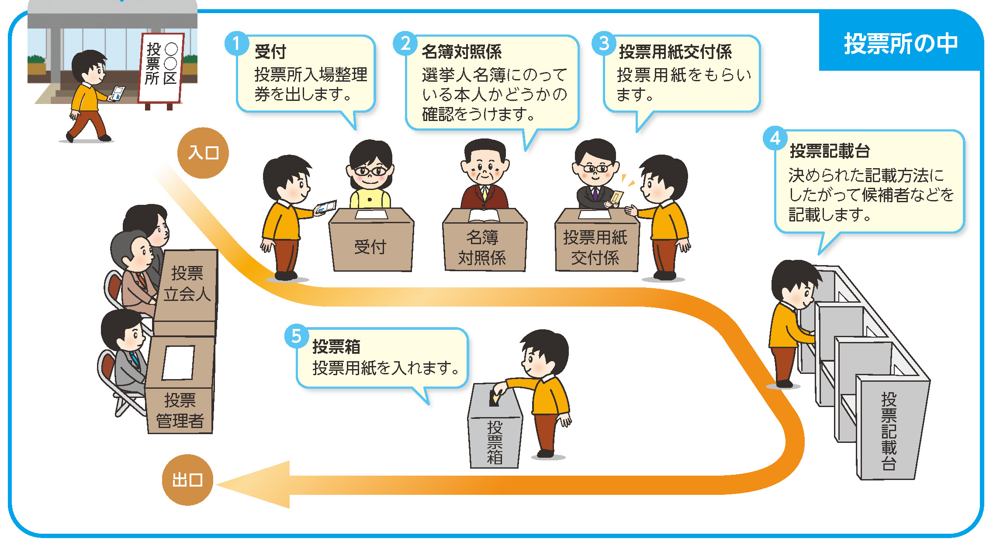 投票所の中
〇〇区
投票所
入口
1 受付
投票所入場整理
券を出します。
2 名簿対照係
選挙人名簿にのって
いる本人かどうかの
確認をうけます。
3 投票用紙交付係
投票用紙をもらい
ます。
4 投票記載台
決められた記載方法に
したがって候補者などを
記載します。
受付
名簿
対照係
投票用紙
交付係
投票
立会人
投票
管理者
5 投票箱
投票用紙を入れます。
投票箱
投票記載台
出口